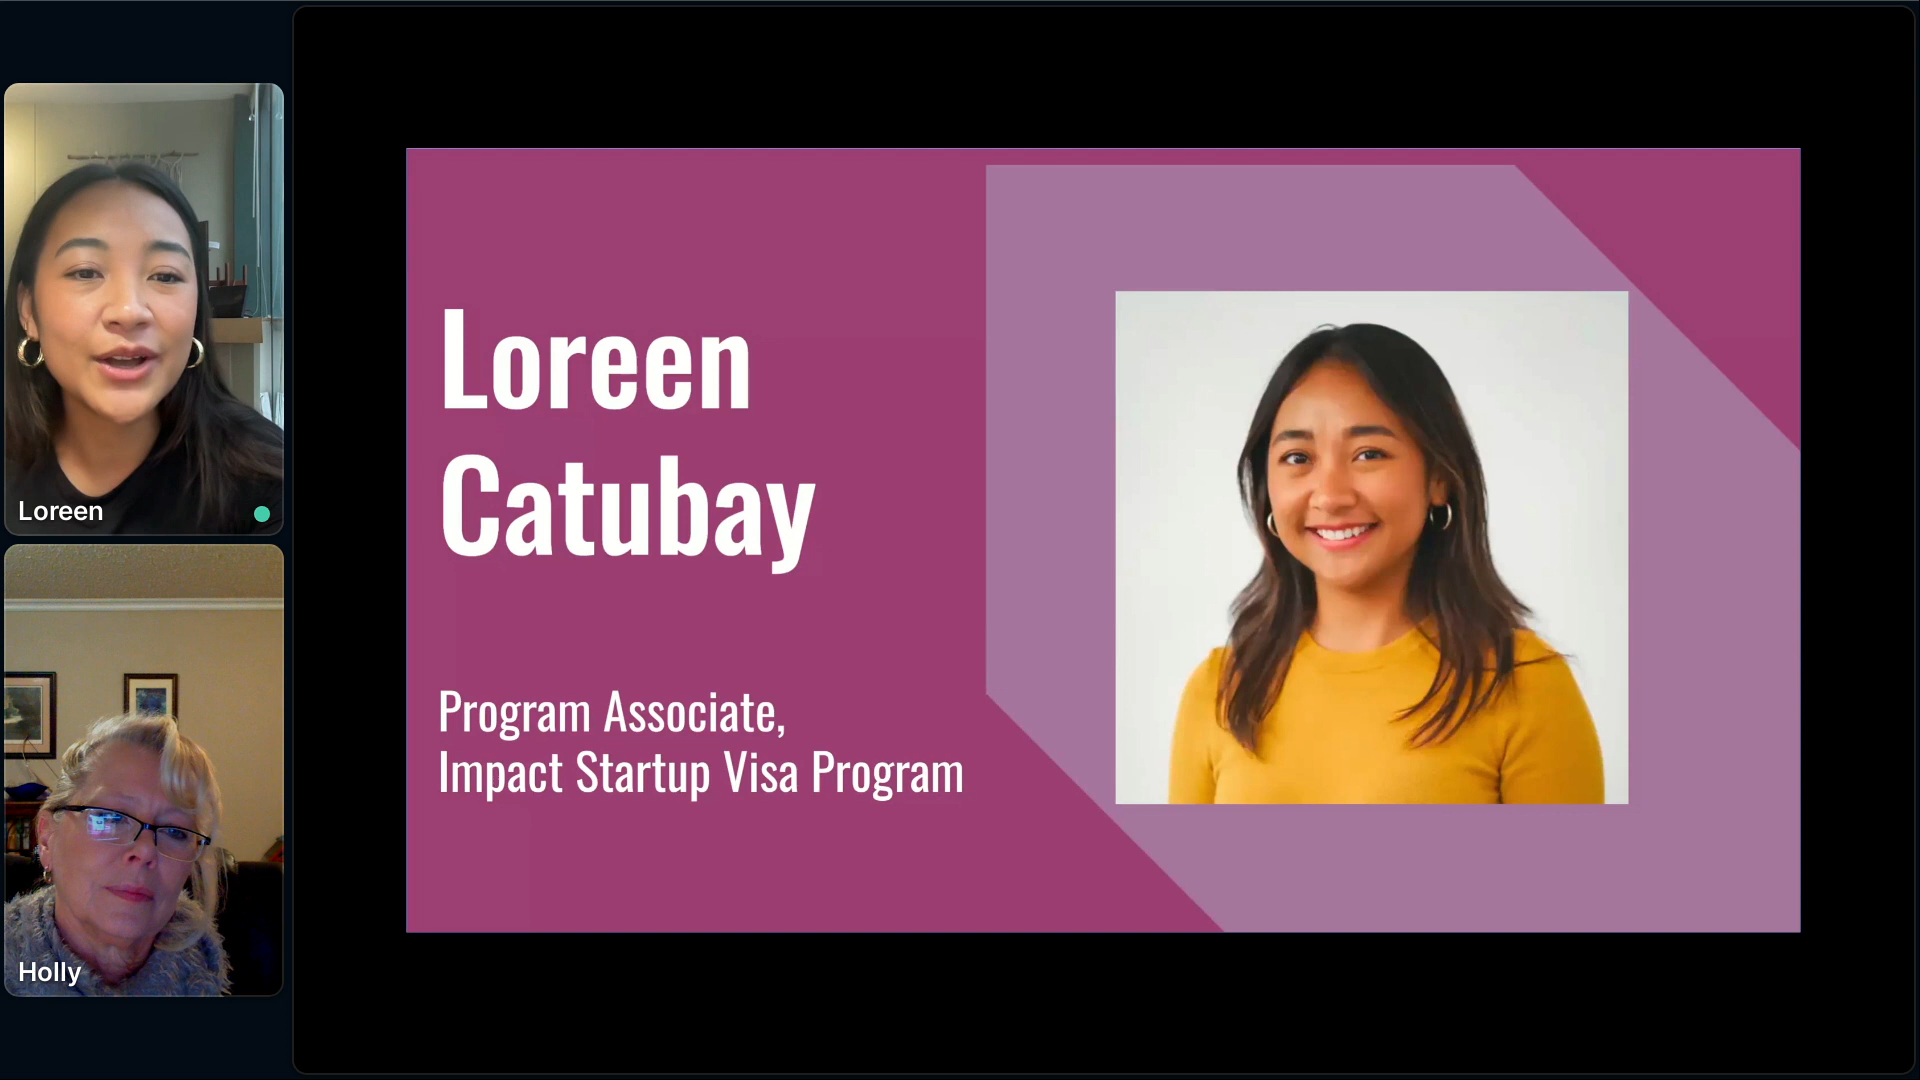 Loreen
Holly
Loreen
Catubay
Program Associate,
Impact Startup Visa Program